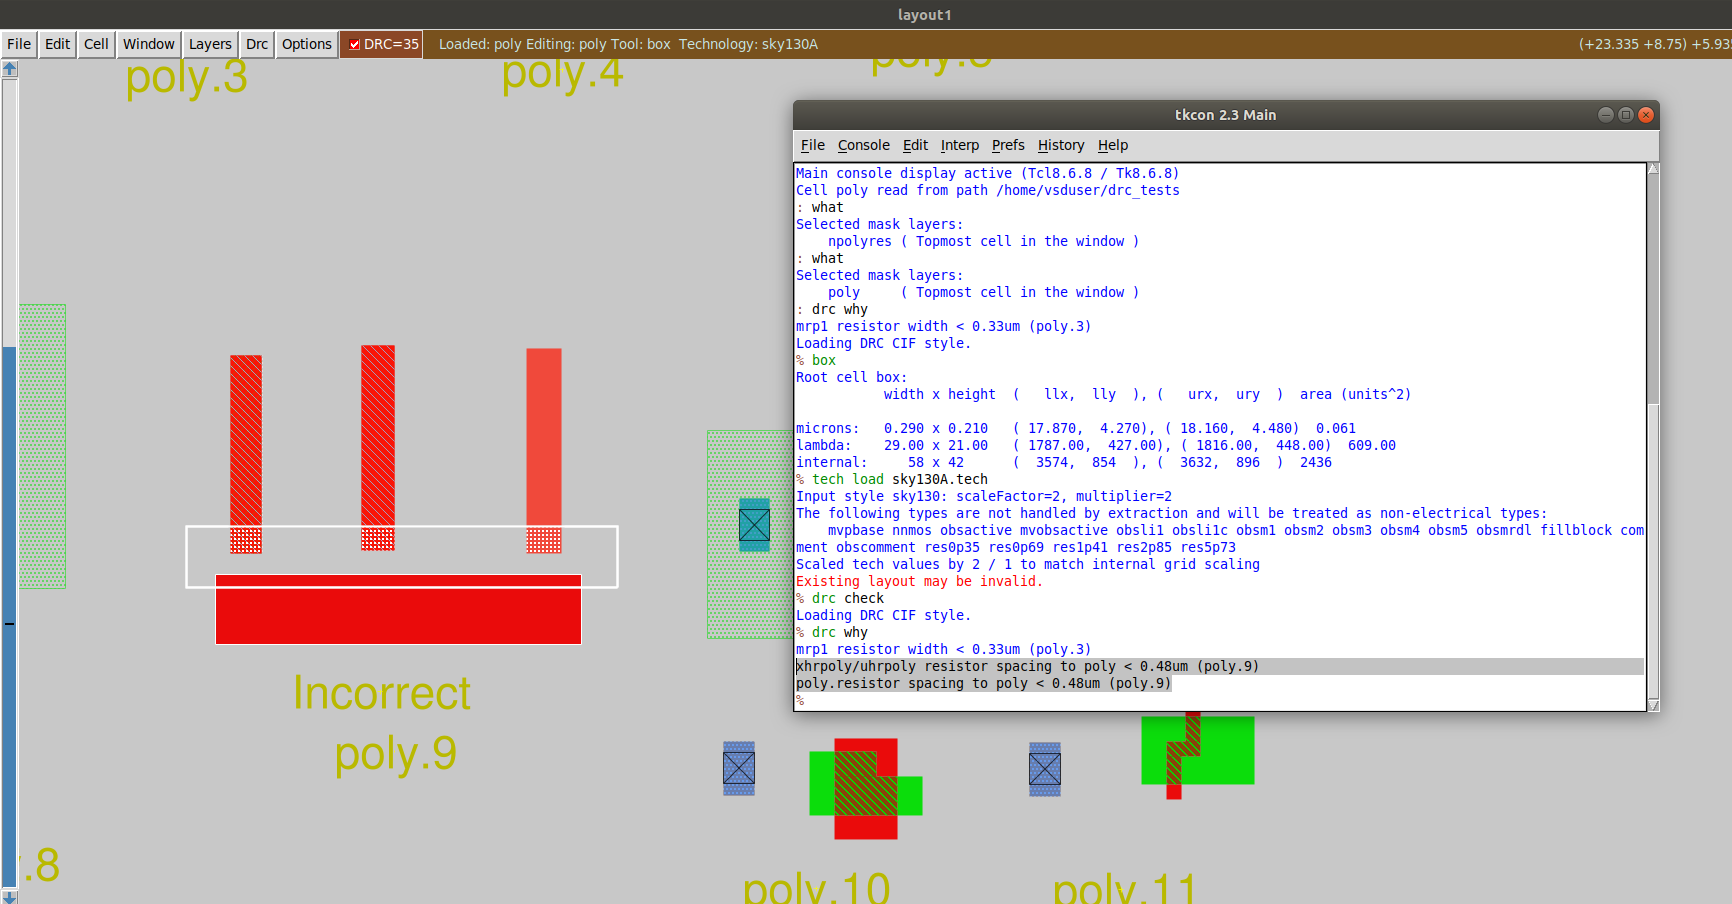 layout1
File Edit Cell Window Layers Drc Options DRC=35 Loaded: poly Editing: poly Tool: box Technology: sky130A (+23.335 +8.75) +5.935
poly.3
poly.4
tkcon 2.3 Main
File Console Edit Interp Prefs History Help
Main console display active (Tcl8.6.8 / Tk8.6.8)
Cell poly read from path /home/vsduser/drc_tests
: what
Selected mask layers:
npolyres ( Topmost cell in the window )
: what
Selected mask layers:
poly ( Topmost cell in the window )
: drc why
mrp1 resistor width < 0.33um (poly.3)
Loading DRC CIF style.
% box
Root cell box:
width x height ( llx, lly ), ( urx, ury ) area (units^2)
microns: 0.290 x 0.210 ( 17.870, 4.270), ( 18.160, 4.480) 0.061
lambda: 29.00 x 21.00 ( 1787.00, 427.00), ( 1816.00, 448.00) 609.00
internal: 58 x 42 ( 3574, 854 ), ( 3632, 896 ) 2436
% tech load sky130A.tech
Input style sky130: scaleFactor=2, multiplier=2
The following types are not handled by extraction and will be treated as non-electrical types:
mvpbase nnmos obsactive mvobsactive obsli1 obsli1c obsm1 obsm2 obsm3 obsm4 obsm5 obsmrdl fillblock com
ment obscomment res0p35 res0p69 res1p41 res2p85 res5p73
Scaled tech values by 2 / 1 to match internal grid scaling
Existing layout may be invalid.
% drc check
Loading DRC CIF style.
% drc why
mrp1 resistor width < 0.33um (poly.3)
xhrpoly/uhrpoly resistor spacing to poly < 0.48um (poly.9)
poly.resistor spacing to poly < 0.48um (poly.9)
%
Incorrect
poly.9
.8
poly.10
poly.11